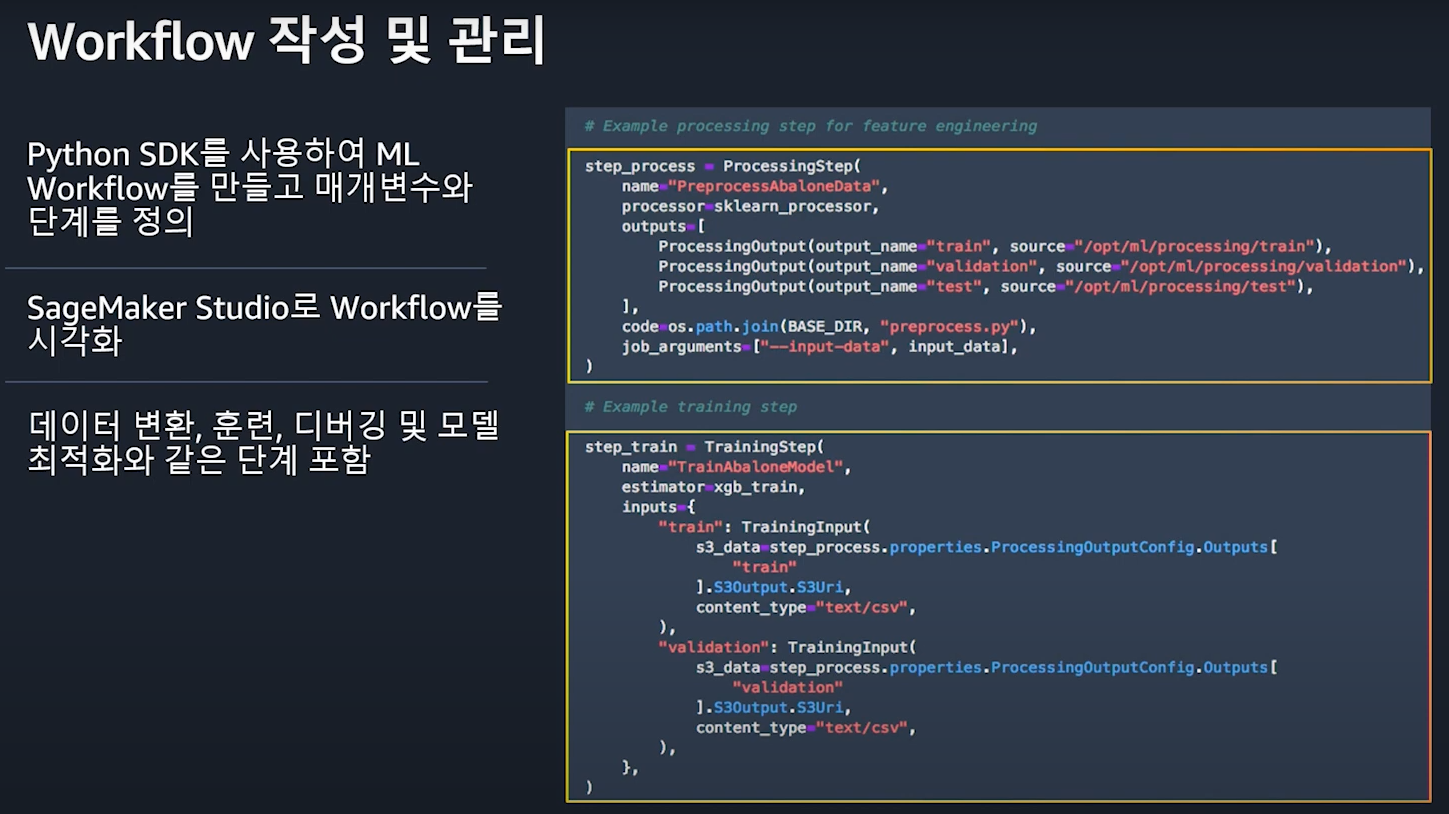 Workflow 작성 및 관리
Python SDK를 사용하여 ML
Workflow를 만들고 매개변수와
단계를 정의
SageMaker Studio로 Workflow를
시각화
데이터 변환, 훈련, 디버깅 및 모델
최적화와 같은 단계 포함
# Example processing step for feature engineering
step_process = ProcessingStep(
    name="PreprocessAbaloneData",
    processor=sklearn_processor,
    outputs=[
        ProcessingOutput(output_name="train", source="/opt/ml/processing/train"),
        ProcessingOutput(output_name="validation", source="/opt/ml/processing/validation"),
        ProcessingOutput(output_name="test", source="/opt/ml/processing/test"),
    ],
    code=os.path.join(BASE_DIR, "preprocess.py"),
    job_arguments=["--input-data", input_data],
)
# Example training step
step_train = TrainingStep(
    name="TrainAbaloneModel",
    estimator=xgb_train,
    inputs={
        "train": TrainingInput(
            s3_data=step_process.properties.ProcessingOutputConfig.Outputs[
                "train"
            ].S3Output.S3Uri,
            content_type="text/csv",
        ),
        "validation": TrainingInput(
            s3_data=step_process.properties.ProcessingOutputConfig.Outputs[
                "validation"
            ].S3Output.S3Uri,
            content_type="text/csv",
        ),
    },
)